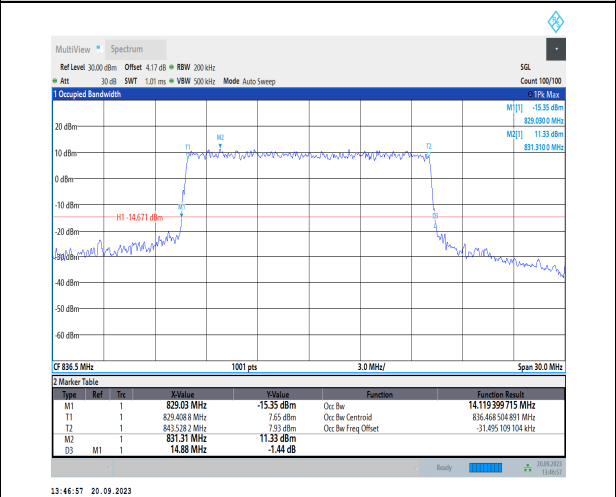 MultiView Spectrum
Ref Level 30.00 dBm Offset 4.17 dB RBW 200 kHz SGL
Att 30 dB SWT 1.01 ms VBW 500 kHz Mode Auto Sweep Count 100/100
1 Occupied Bandwidth 1Pk Max
M1[1] -15.35 dBm
829.0300 MHz
M2[1] 11.33 dBm
831.3100 MHz
20 dBm
T1 M2 T2
10 dBm
0 dBm
-10 dBm
M1
H1 -14.671 dBm
D3
-20 dBm
-30 dBm
-40 dBm
-50 dBm
-60 dBm
CF 836.5 MHz 1001 pts 3.0 MHz/ Span 30.0 MHz
2 Marker Table
Type Ref Trc X-Value Y-Value Function Function Result
M1 1 829.03 MHz -15.35 dBm Occ Bw 14.119 399 715 MHz
T1 1 829.408 8 MHz 7.65 dBm Occ Bw Centroid 836.468 504 891 MHz
T2 1 843.528 2 MHz 7.93 dBm Occ Bw Freq Offset -31.495 109 104 kHz
M2 1 831.31 MHz 11.33 dBm
D3 M1 1 14.88 MHz -1.44 dB
Ready 20.09.2023
13:46:57
13:46:57 20.09.2023